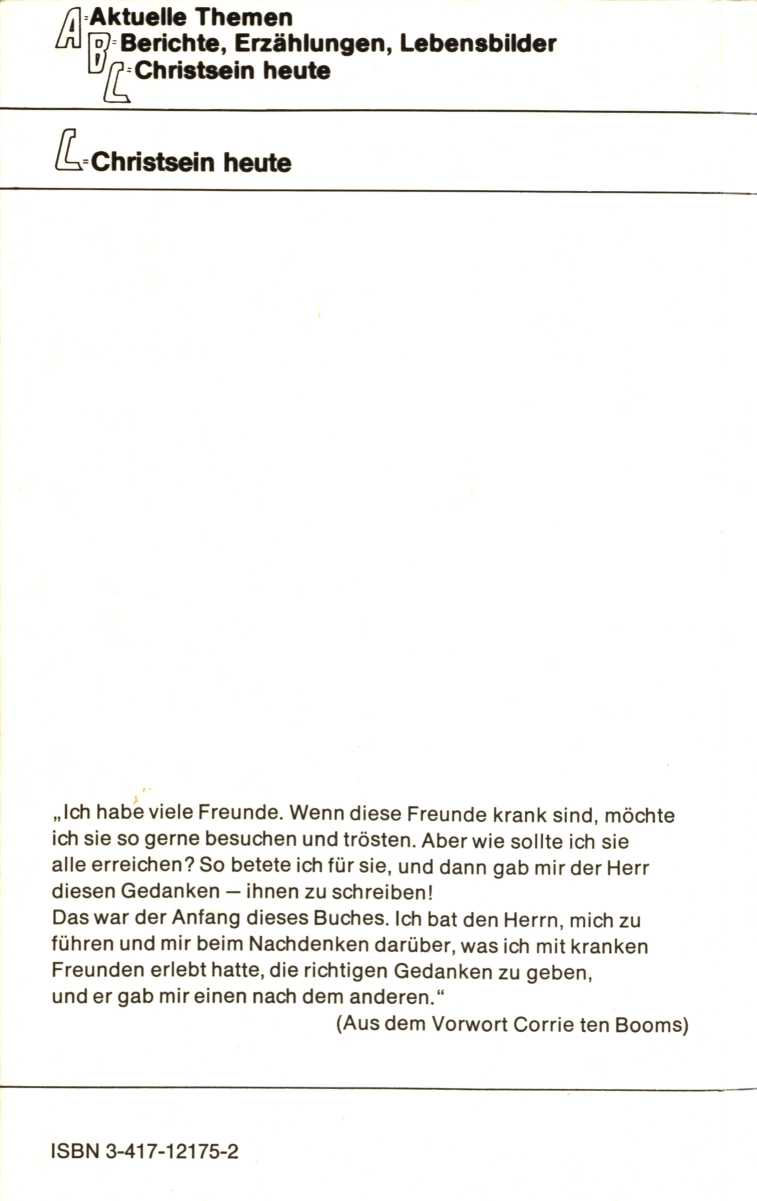 A=Aktuelle Themen
B=Berichte, Erzählungen, Lebensbilder
C=Christsein heute
C=Christsein heute
„Ich habe viele Freunde. Wenn diese Freunde krank sind, möchte
ich sie so gerne besuchen und trösten. Aber wie sollte ich sie
alle erreichen? So betete ich für sie, und dann gab mir der Herr
diesen Gedanken – ihnen zu schreiben!
Das war der Anfang dieses Buches. Ich bat den Herrn, mich zu
führen und mir beim Nachdenken darüber, was ich mit kranken
Freunden erlebt hatte, die richtigen Gedanken zu geben,
und er gab mir einen nach dem anderen.“
(Aus dem Vorwort Corrie ten Booms)
ISBN 3-417-12175-2